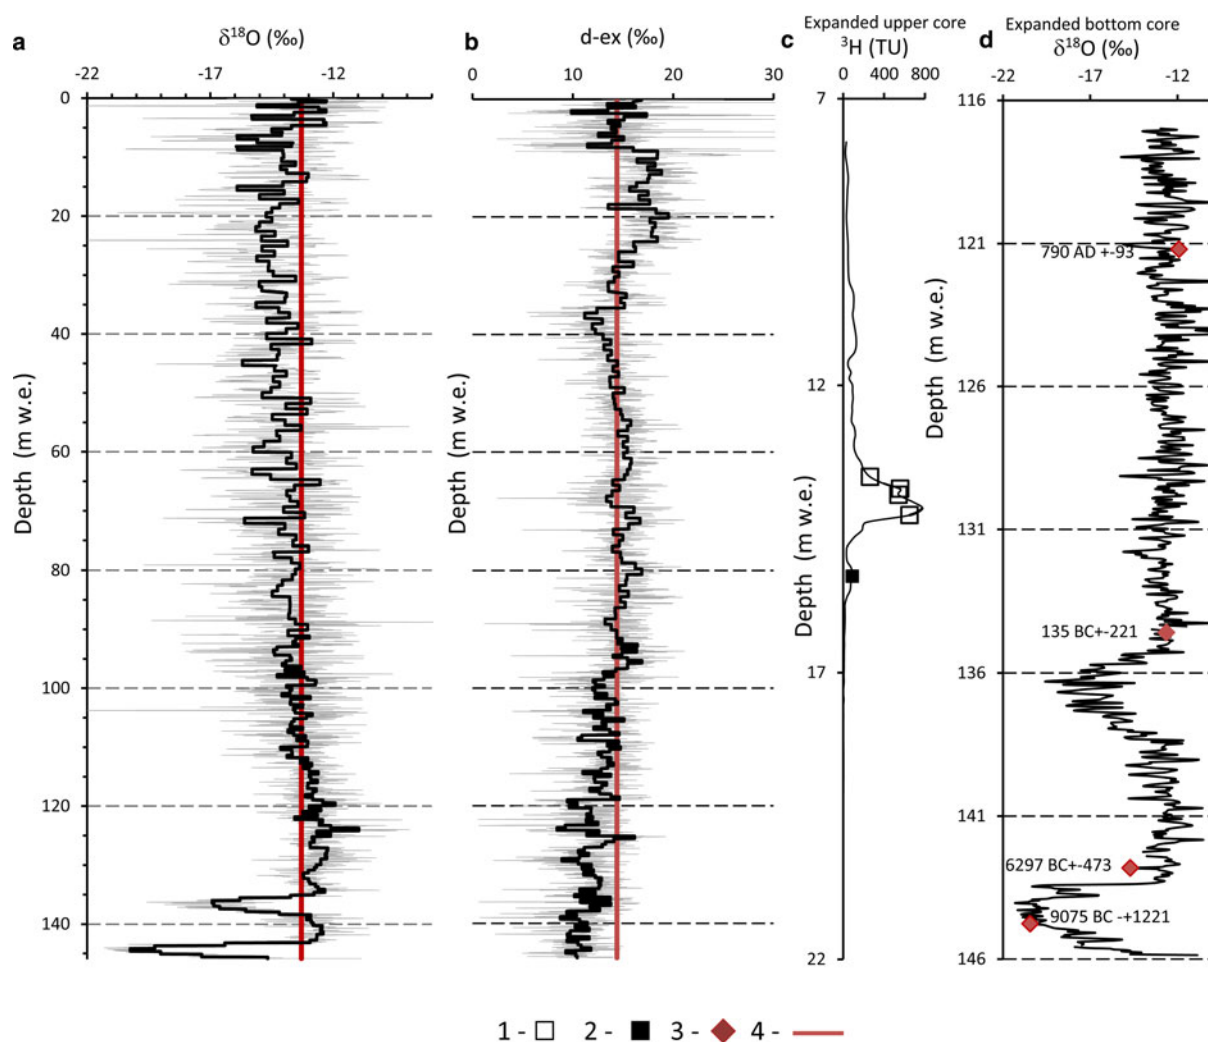 a
δ18O (‰)
-22 -17 -12
0
20
40
60
80
100
120
140
Depth (m w.e.)
b
d-ex (‰)
0 10 20 30
Depth (m w.e.)
Expanded upper core
c
3H (TU)
0 400 800
7
12
17
22
Depth (m w.e.)
Expanded bottom core
d
δ18O (‰)
-22 -17 -12
116
121
126
131
136
141
146
Depth (m w.e.)
790 AD +-93
135 BC+-221
6297 BC+-473
9075 BC -+1221
1 - 2 - 3 - 4 -